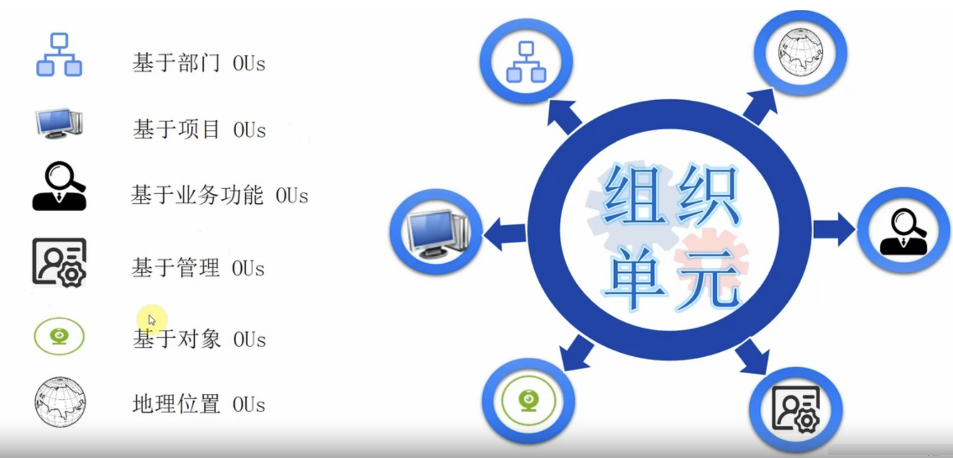 基于部门 OUs
基于项目 OUs
基于业务功能 OUs
基于管理 OUs
基于对象 OUs
地理位置 OUs
组织
单元